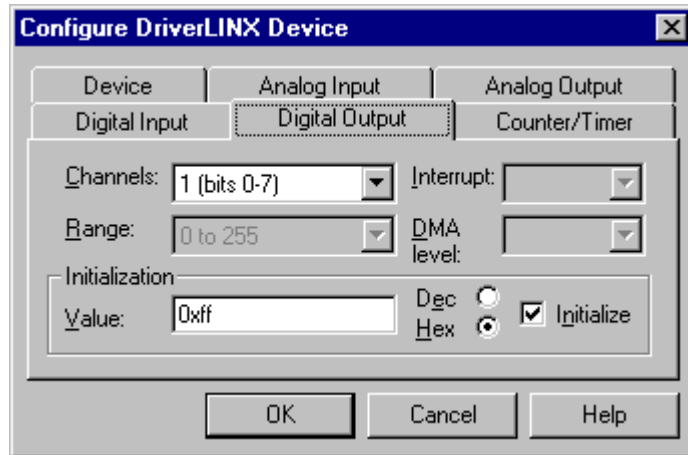 Configure DriverLINX Device
Device Analog Input Analog Output
Digital Input Digital Output Counter/Timer
Channels: 1 (bits 0-7) Interrupt:
Range: 0 to 255 DMA level:
Initialization
Value: 0xff Dec Hex Initialize
OK Cancel Help